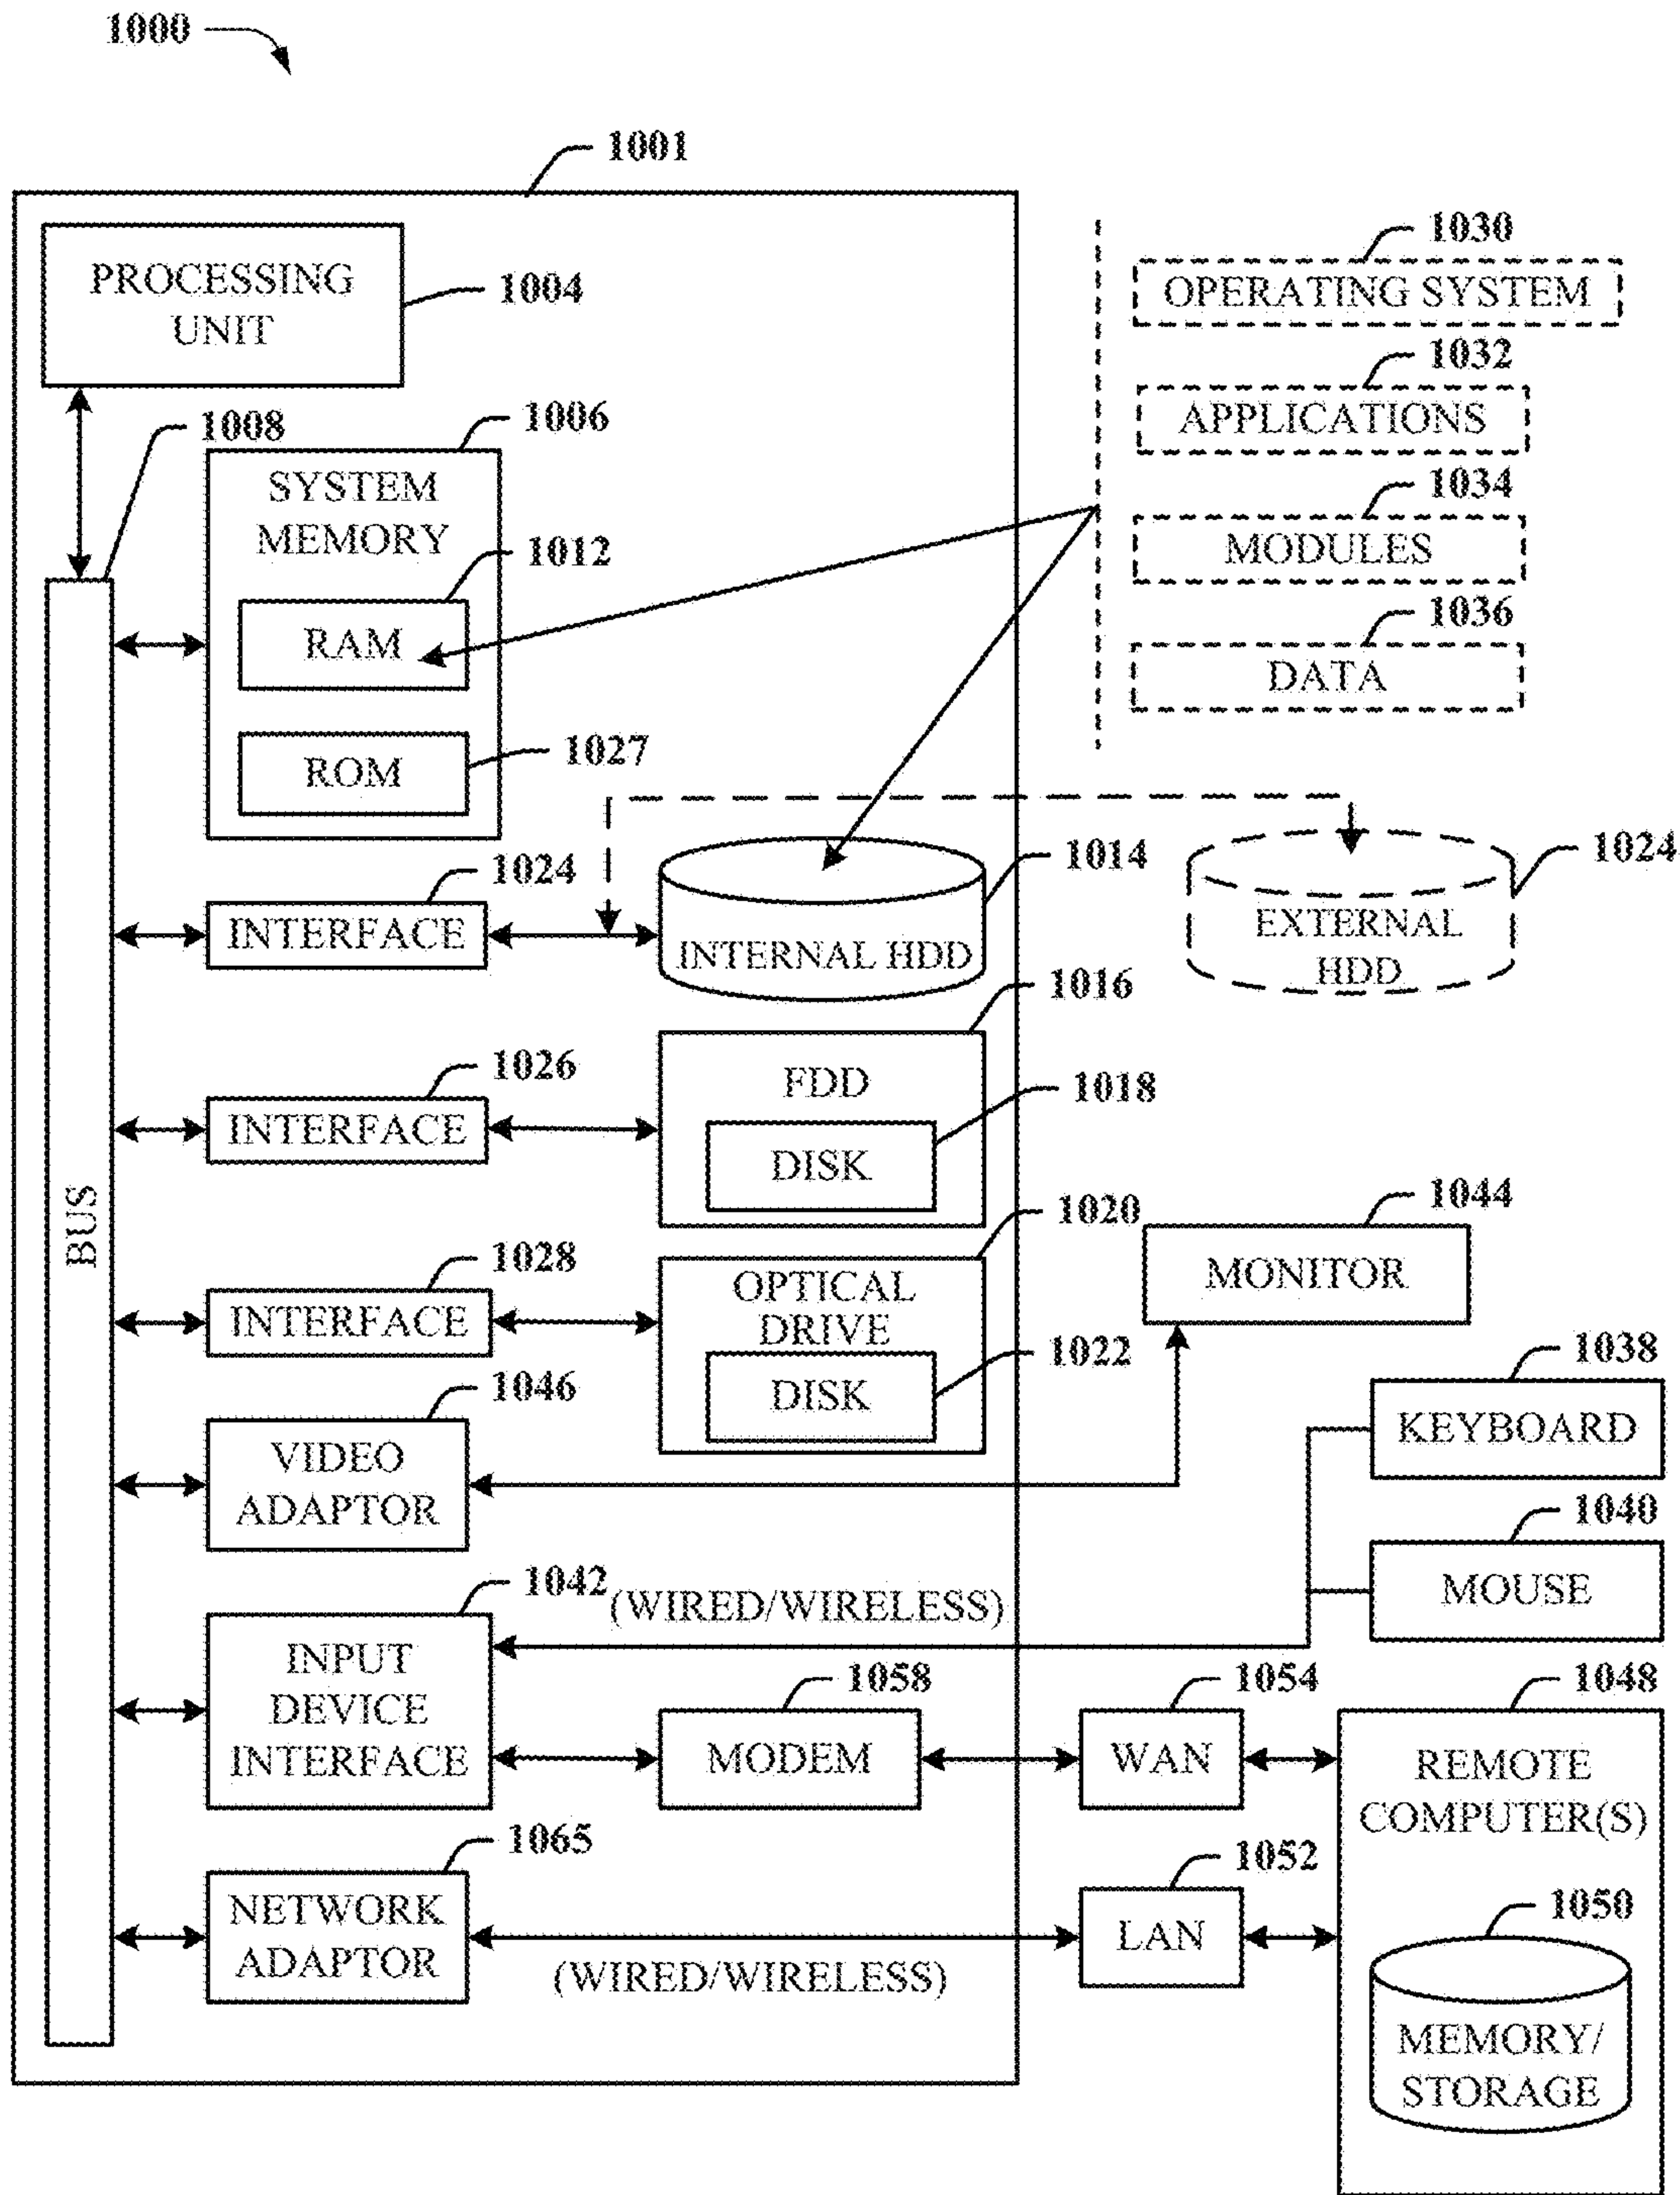 1000
1001
PROCESSING
UNIT
1004
1030
OPERATING SYSTEM
1032
APPLICATIONS
1034
MODULES
1036
DATA
1008
1006
SYSTEM
MEMORY
1012
RAM
ROM
1027
1024
INTERFACE
1014
INTERNAL HDD
1024
EXTERNAL
HDD
1026
INTERFACE
1016
FDD
1018
DISK
BUS
1028
INTERFACE
1020
OPTICAL
DRIVE
1022
DISK
1044
MONITOR
1046
VIDEO
ADAPTOR
1038
KEYBOARD
1040
MOUSE
1042
(WIRED/WIRELESS)
INPUT
DEVICE
INTERFACE
1058
MODEM
1054
WAN
1048
REMOTE
COMPUTER(S)
1065
NETWORK
ADAPTOR
(WIRED/WIRELESS)
1052
LAN
1050
MEMORY/
STORAGE